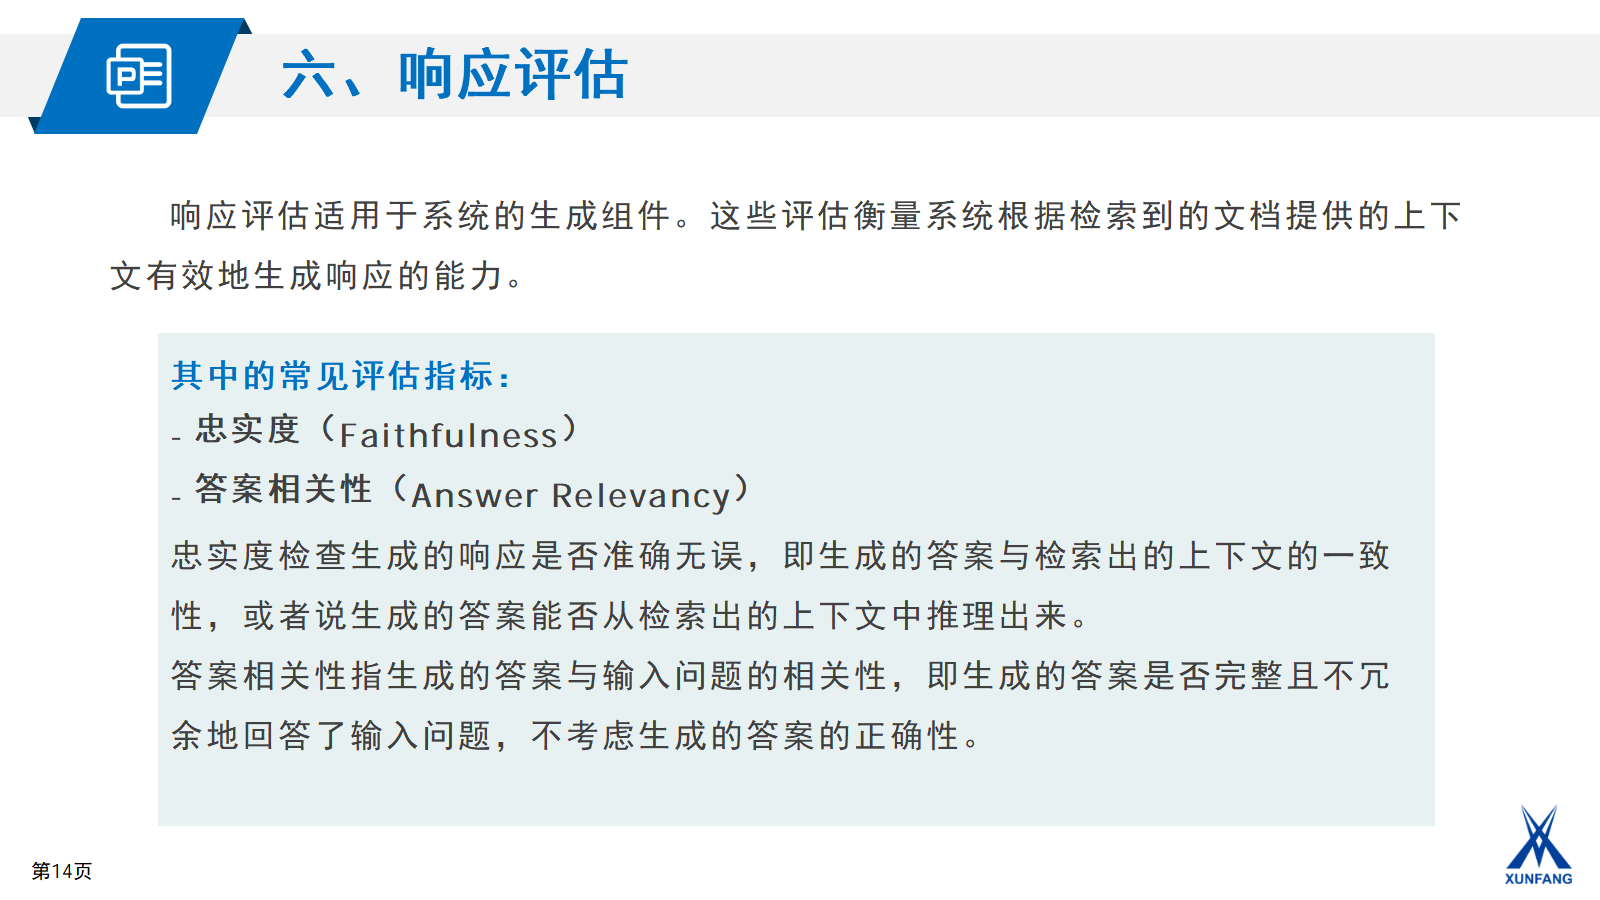 六、响应评估
响应评估适用于系统的生成组件。这些评估衡量系统根据检索到的文档提供的上下
文有效地生成响应的能力。
其中的常见评估指标：
- 忠实度（Faithfulness）
- 答案相关性（Answer Relevancy）
忠实度检查生成的响应是否准确无误，即生成的答案与检索出的上下文的一致
性，或者说生成的答案能否从检索出的上下文中推理出来。
答案相关性指生成的答案与输入问题的相关性，即生成的答案是否完整且不冗
余地回答了输入问题，不考虑生成的答案的正确性。
第14页
XUNFANG